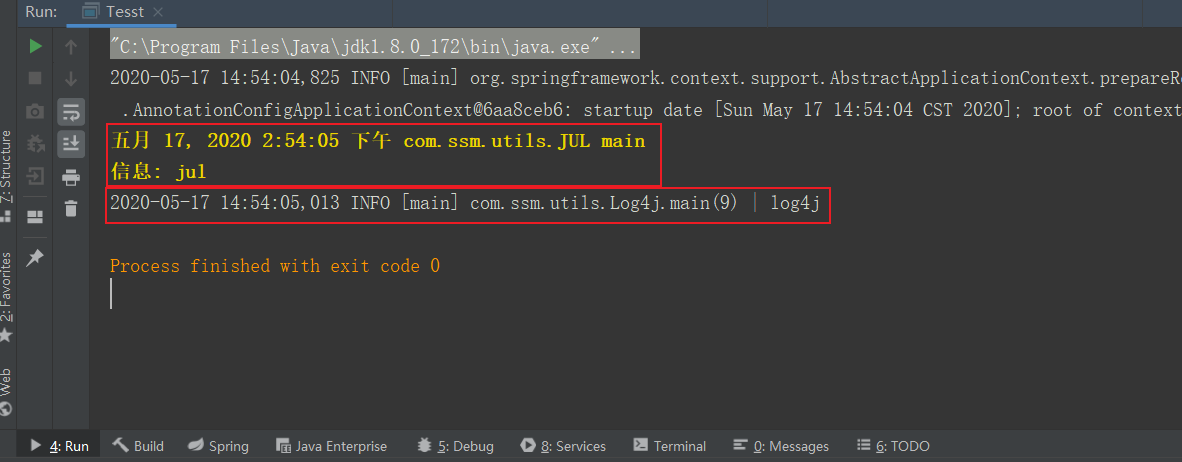 Run: Tesst ×
"C:\Program Files\Java\jdk1.8.0_172\bin\java.exe" ...
2020-05-17 14:54:04,825 INFO [main] org.springframework.context.support.AbstractApplicationContext.prepareRe
.AnnotationConfigApplicationContext@6aa8ceb6: startup date [Sun May 17 14:54:04 CST 2020]; root of context
五月 17, 2020 2:54:05 下午 com.ssm.utils.JUL main
信息: jul
2020-05-17 14:54:05,013 INFO [main] com.ssm.utils.Log4j.main(9) | log4j
Process finished with exit code 0
7: Structure
2: Favorites
Web
4: Run Build Spring Java Enterprise 5: Debug 8: Services Terminal 0: Messages 6: TODO